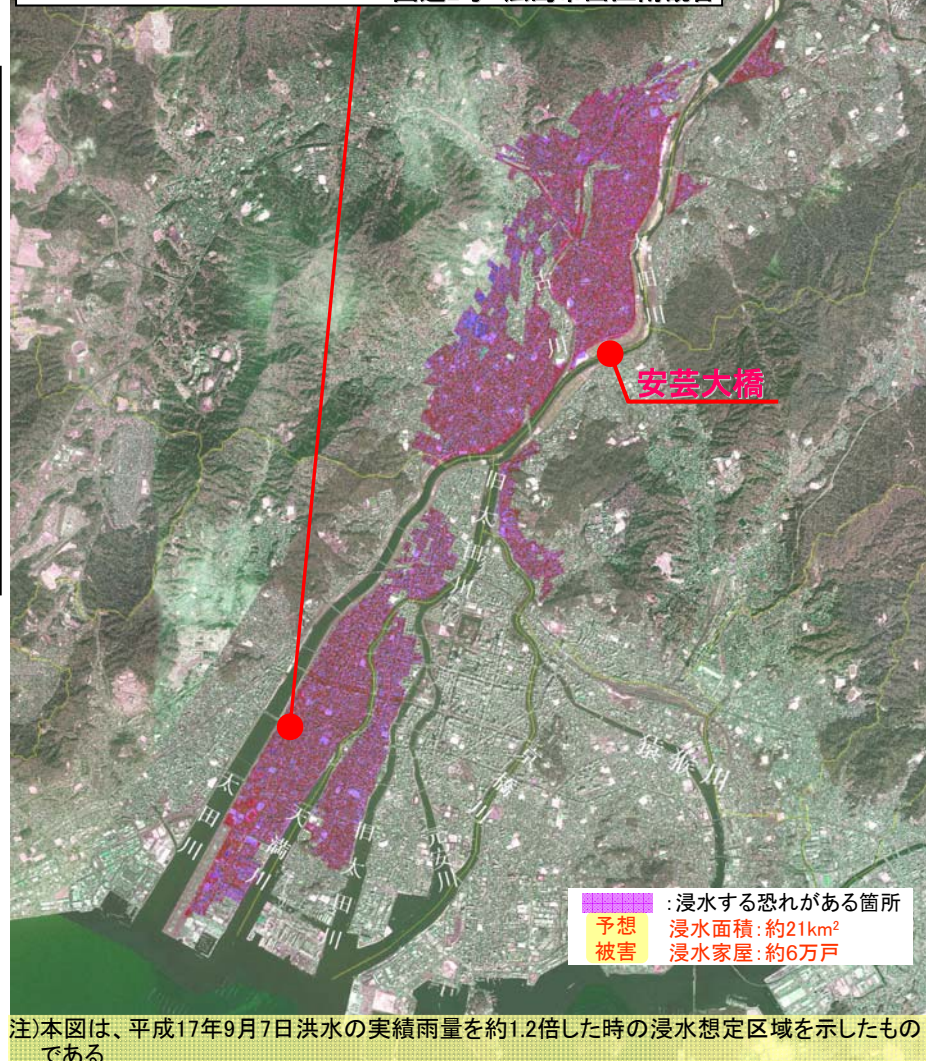 安芸大橋
旧太田川
太田川
天満川
旧太田川
元安川
京橋川
猿猴川
:浸水する恐れがある箇所
予想 浸水面積:約21km²
被害 浸水家屋:約6万戸
注)本図は、平成17年9月7日洪水の実績雨量を約1.2倍した時の浸水想定区域を示したもの
である